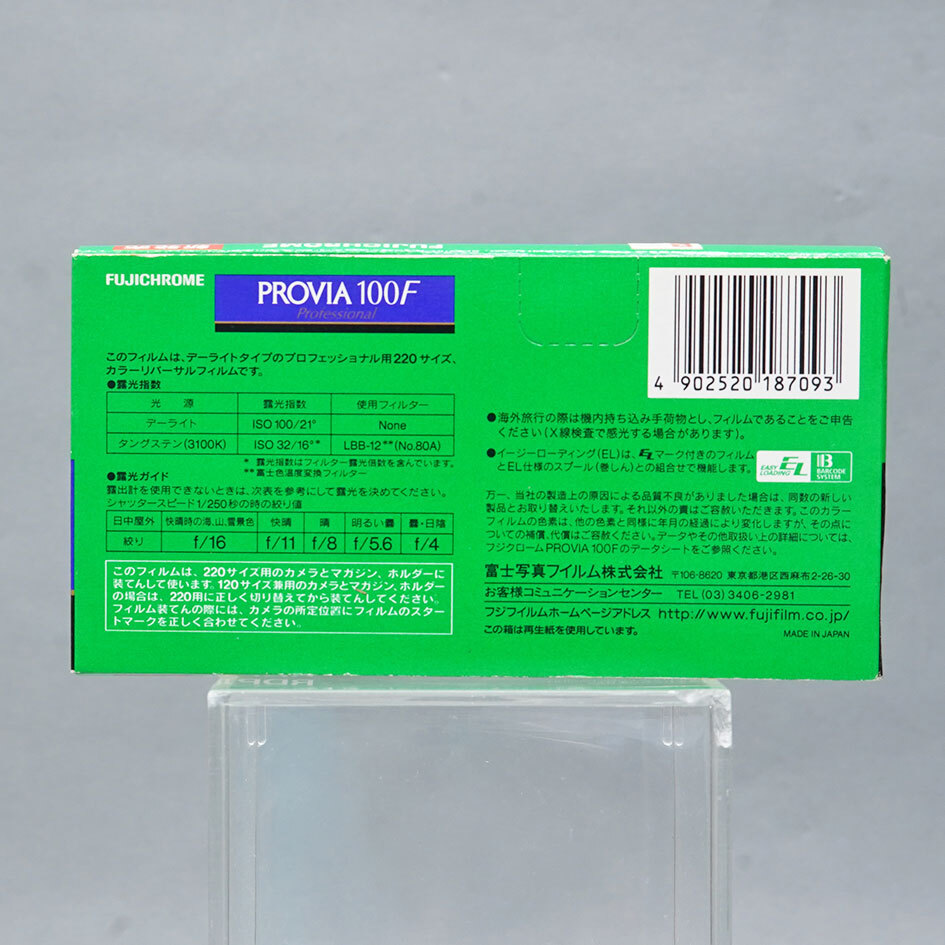 FUJICHROME
FUJICHROME
PROVIA 100F
Professional
このフィルムは、デーライトタイプのプロフェッショナル用220サイズ、
カラーリバーサルフィルムです。
●露光指数
光 源 露光指数 使用フィルター
デーライト ISO 100/21° None
タングステン(3100K) ISO 32/16°* LBB-12**(No.80A)
* 露光指数はフィルター露光倍数を含んでいます。
**富士色温度変換フィルター
●露光ガイド
露出計を使用できないときは、次表を参考にして露光を決めてください。
シャッタースピード1/250秒の時の絞り値
日中屋外 快晴時の海、山、雪景色 快晴 晴 明るい曇 曇・日陰
絞り f/16 f/11 f/8 f/5.6 f/4
このフィルムは、220サイズ用のカメラとマガジン、ホルダーに
装てんして使います。120サイズ兼用のカメラとマガジン、ホルダー
の場合は、220用に正しく切り替えてから装てんしてください。
フィルム装てんの際には、カメラの所定位置にフィルムのスター
トマークを正しく合わせてください。
4 902520 187093
●海外旅行の際は機内持ち込み手荷物とし、フィルムであることをご申告
ください(X線検査で感光する場合があります)。
●イージーローディング(EL)は、ELマーク付きのフィルム
とEL仕様のスプール(巻しん)との組合せで機能します。
EASY LOADING EL
B BARCODE SYSTEM
万一、当社の製造上の原因による品質不良がありました場合は、同数の新しい
製品とお取り替えいたします。それ以外の責はご容赦いただきます。このカラー
フィルムの色素は、他の色素と同様に年月の経過により変化しますが、その点に
ついての補償、代償はご容赦ください。データやその他取扱い上の詳細については、
フジクロームPROVIA 100Fのデータシートをご参照ください。
富士写真フイルム株式会社 〒106-8620 東京都港区西麻布2-26-30
お客様コミュニケーションセンター TEL (03) 3406-2981
フジフイルムホームページアドレス http://www.fujifilm.co.jp/
この箱は再生紙を使用しています。
MADE IN JAPAN